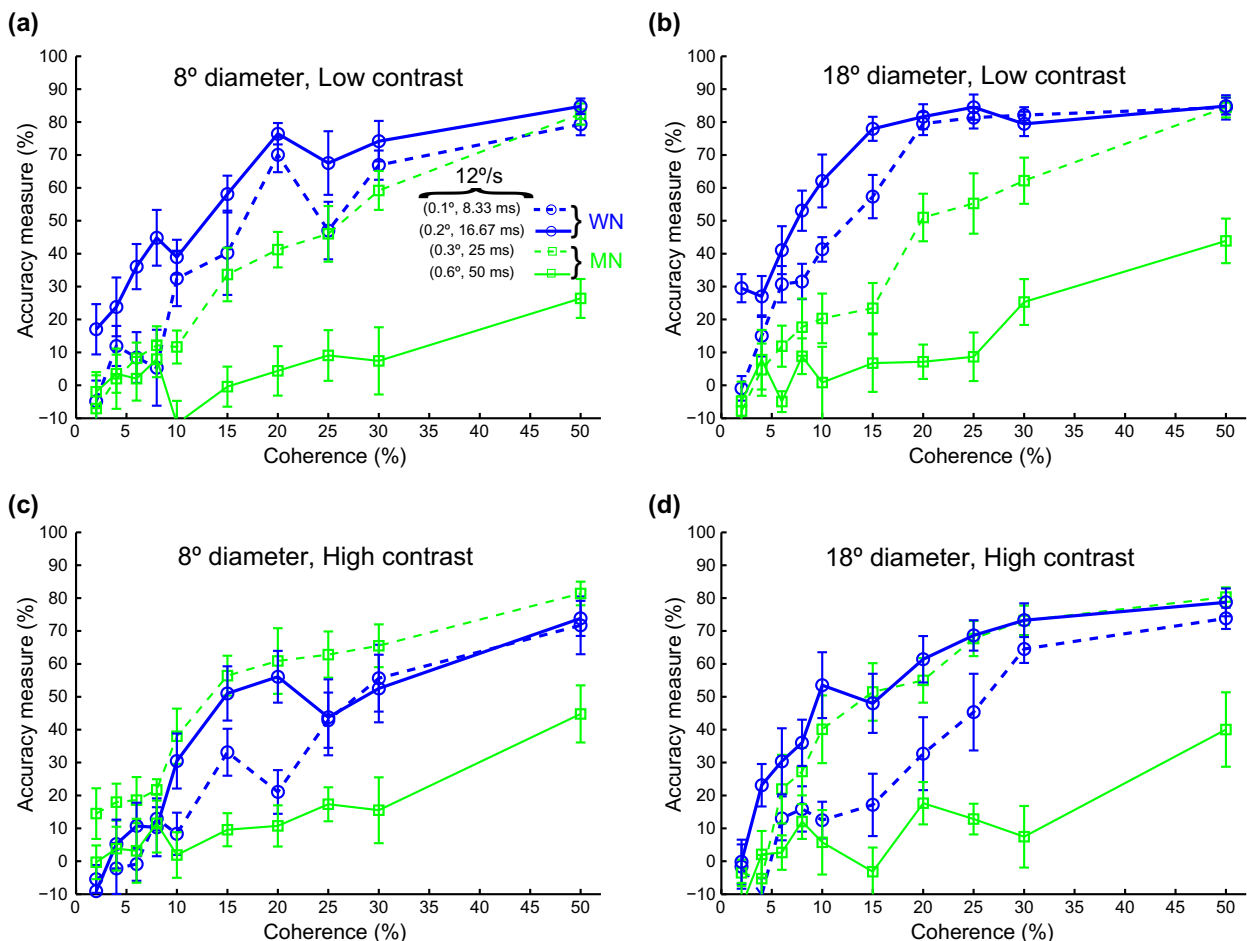 (a)
8º diameter, Low contrast
100
90
80
70
60
50
40
30
20
10
0
−10
Accuracy measure (%)
0 5 10 15 20 25 30 35 40 45 50
Coherence (%)
12º/s
(0.1º, 8.33 ms)
(0.2º, 16.67 ms)
WN
(0.3º, 25 ms)
(0.6º, 50 ms)
MN
(b)
18º diameter, Low contrast
100
90
80
70
60
50
40
30
20
10
0
−10
Accuracy measure (%)
0 5 10 15 20 25 30 35 40 45 50
Coherence (%)
(c)
8º diameter, High contrast
100
90
80
70
60
50
40
30
20
10
0
−10
Accuracy measure (%)
0 5 10 15 20 25 30 35 40 45 50
Coherence (%)
(d)
18º diameter, High contrast
100
90
80
70
60
50
40
30
20
10
0
−10
Accuracy measure (%)
0 5 10 15 20 25 30 35 40 45 50
Coherence (%)